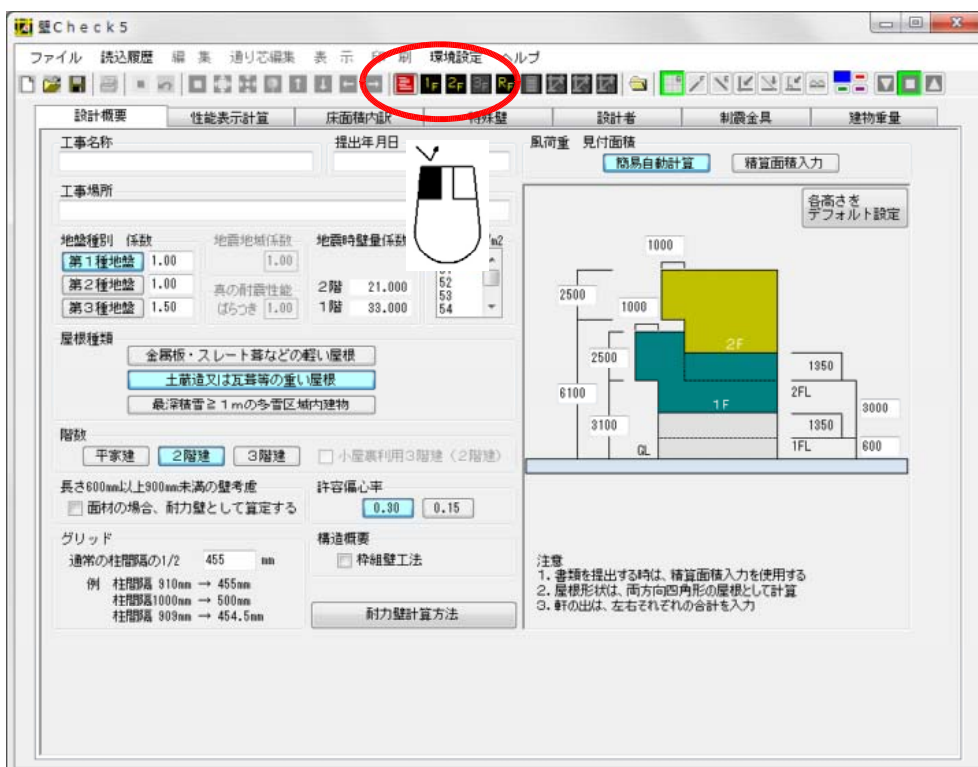 壁Check5
ファイル 読込履歴 編 集 通り芯編集 表 示 印 刷 環境設定 ヘルプ
1F 2F 3F RF
設計概要 性能表示計算 床面積内訳 特殊壁 設計者 制震金具 建物重量
工事名称 提出年月日 風荷重 見付面積
簡易自動計算 積算面積入力
工事場所
各高さを
デフォルト設定
地盤種別 係数 地震地域係数 地震時壁量係数
第1種地盤 1.00 1.00
第2種地盤 1.00 真の耐震性能 2階 21.000 52
第3種地盤 1.50 ばらつき 1.00 1階 33.000 53
54
屋根種類
金属板・スレート葺などの軽い屋根
土蔵造又は瓦葺等の重い屋根
最深積雪≧1mの多雪区域内建物
1000
2500
1000
2F
2500
1350
6100
2FL
1F
3000
3100
1350
GL
1FL
600
階数
平家建 2階建 3階建 小屋裏利用3階建(2階建)
長さ600mm以上900mm未満の壁考慮 許容偏心率
面材の場合、耐力壁として算定する 0.30 0.15
グリッド 構造概要
通常の柱間隔の1/2 455 mm 枠組壁工法
例 柱間隔 910mm → 455mm
柱間隔1000mm → 500mm
柱間隔 909mm → 454.5mm
耐力壁計算方法
注意
1. 書類を提出する時は、積算面積入力を使用する
2. 屋根形状は、両方向四角形の屋根として計算
3. 軒の出は、左右それぞれの合計を入力